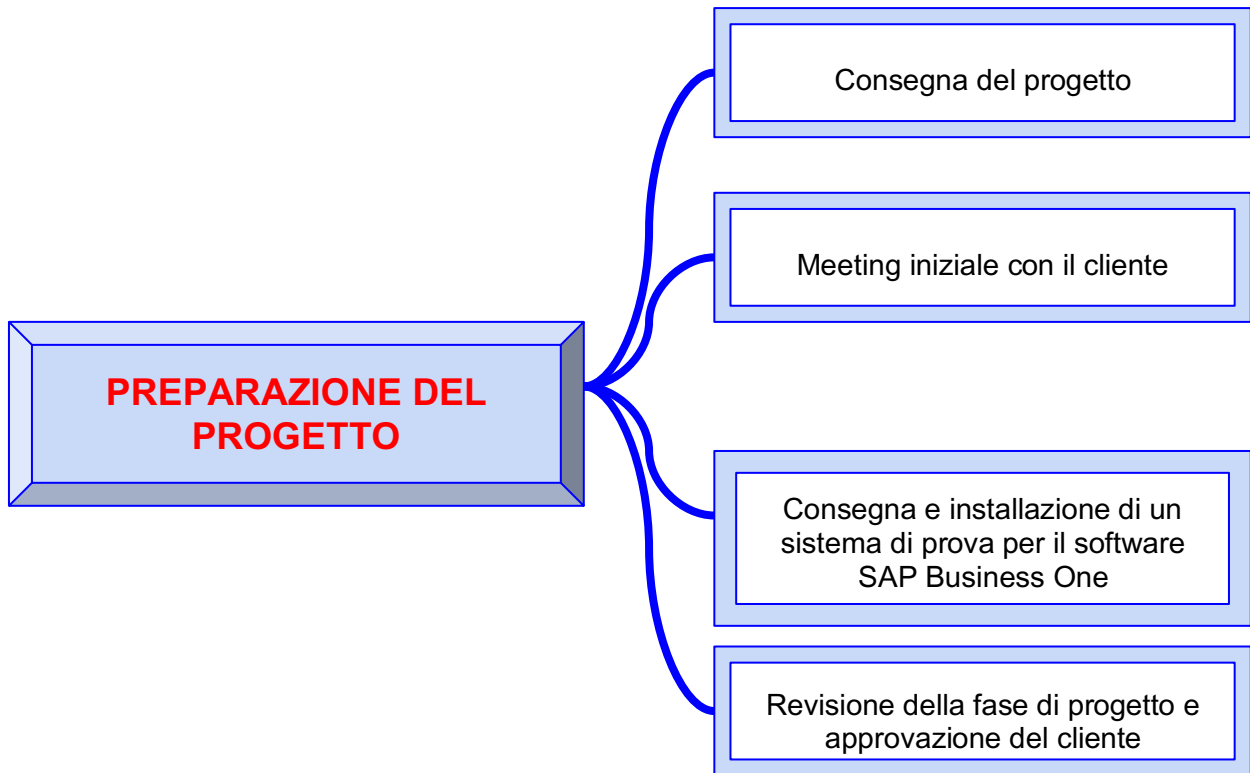 Consegna del progetto
Meeting iniziale con il cliente
PREPARAZIONE DEL
PROGETTO
Consegna e installazione di un
sistema di prova per il software
SAP Business One
Revisione della fase di progetto e
approvazione del cliente